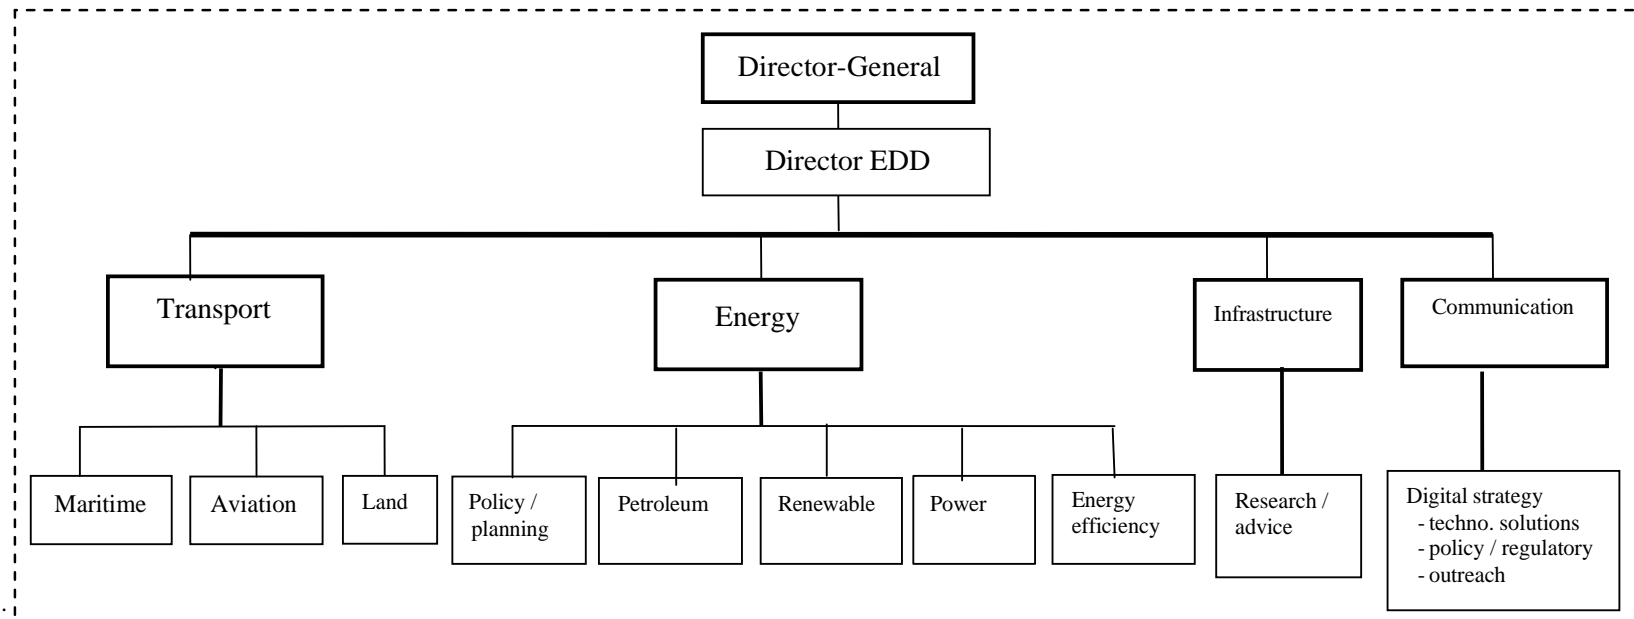 Director-General
Director EDD
Transport
Energy
Infrastructure
Communication
Maritime
Aviation
Land
Policy /
planning
Petroleum
Renewable
Power
Energy
efficiency
Research /
advice
Digital strategy
- techno. solutions
- policy / regulatory
- outreach